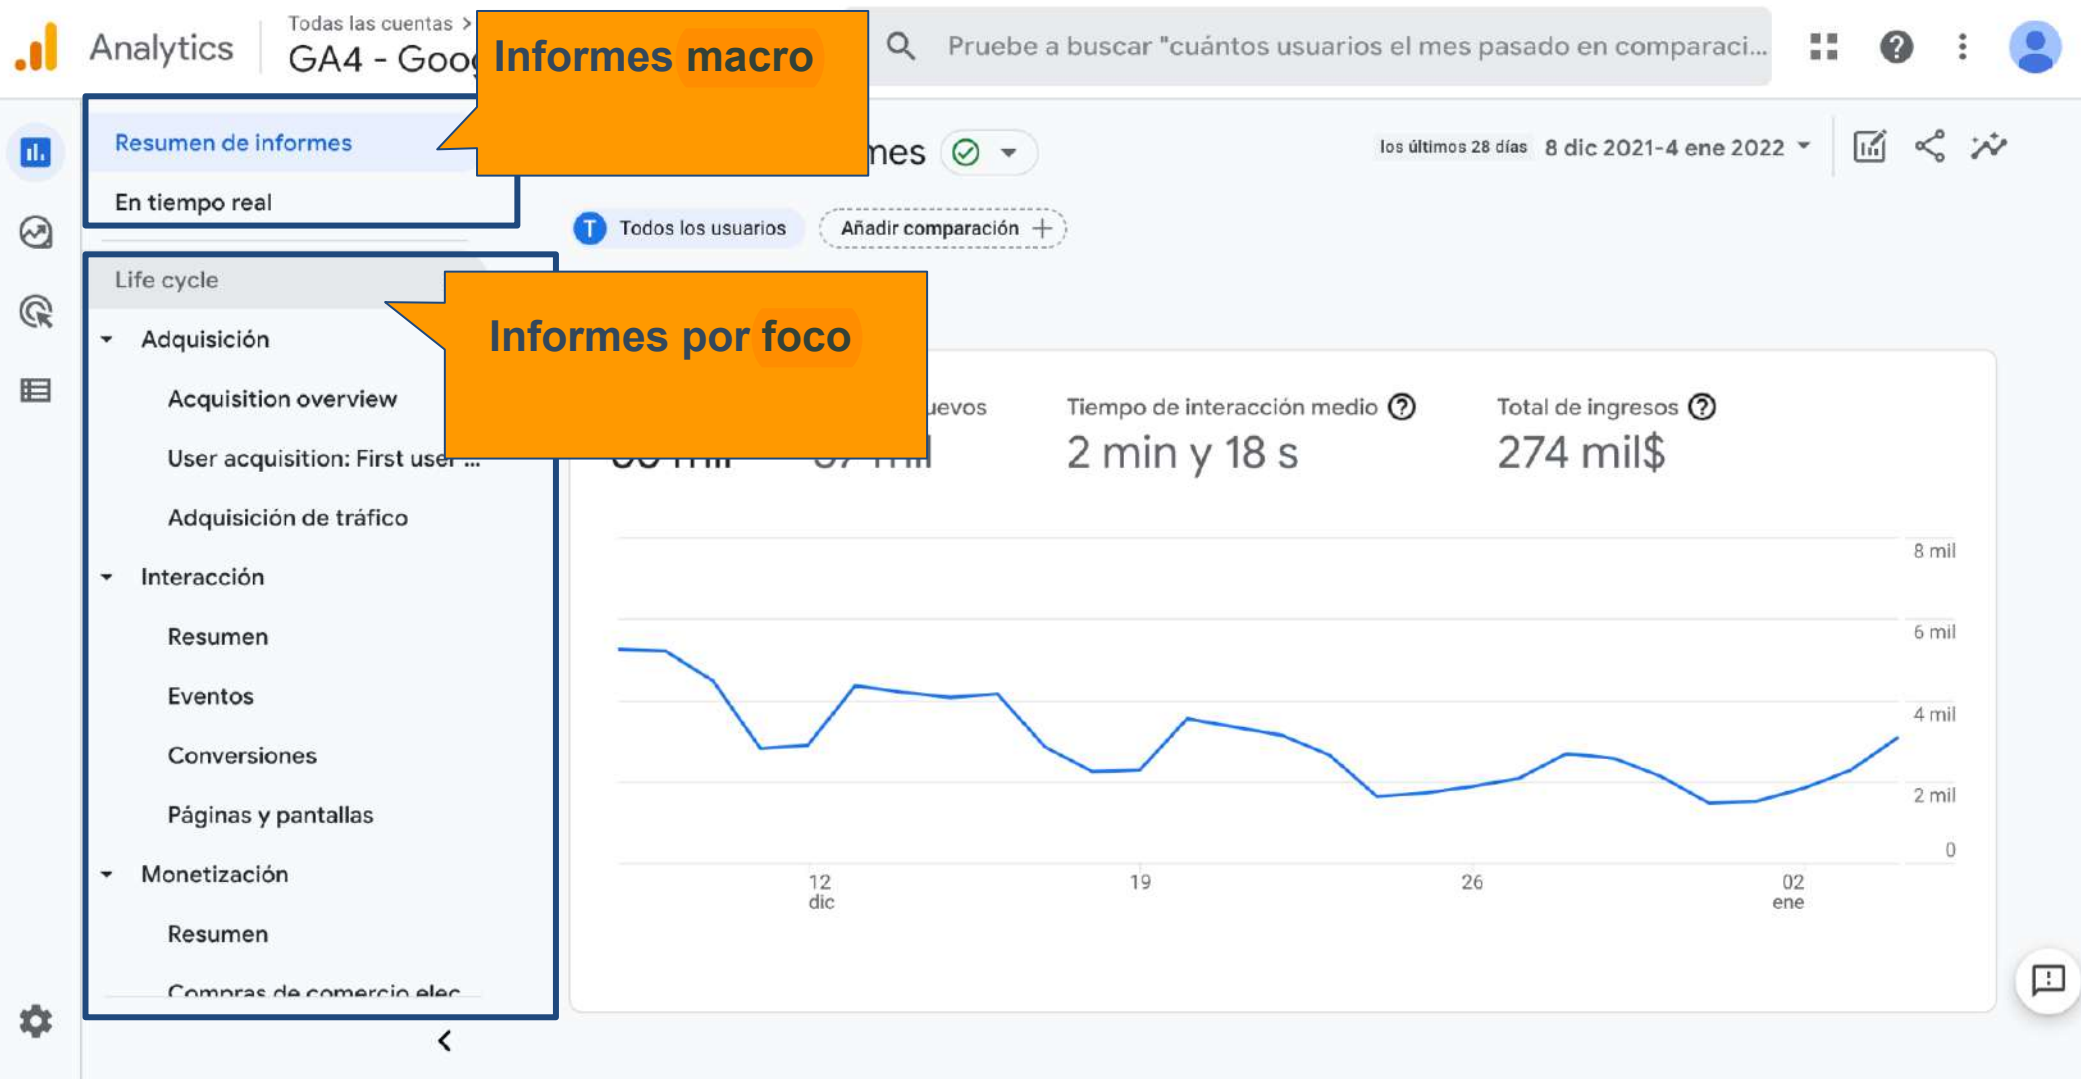 Analytics
Todas las cuentas >
GA4 -
Informes macro
Pruebe a buscar "cuántos usuarios el mes pasado en comparaci...
Resumen de informes
En tiempo real
los últimos 28 días 8 dic 2021-4 ene 2022
T Todos los usuarios
Añadir comparación +
Life cycle
Informes por foco
Adquisición
Acquisition overview
User acquisition: First user ...
Adquisición de tráfico
Interacción
Resumen
Eventos
Conversiones
Páginas y pantallas
Monetización
Resumen
Compras de comercio elec
Tiempo de interacción medio
2 min y 18 s
Total de ingresos
274 mil$
8 mil
6 mil
4 mil
2 mil
0
12
dic
19
26
02
ene